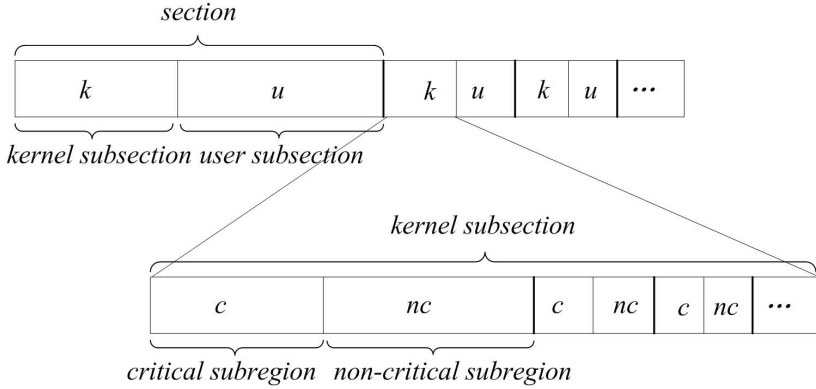 section
k u k u k u ...
kernel subsection user subsection
kernel subsection
c nc c nc c nc ...
critical subregion non-critical subregion